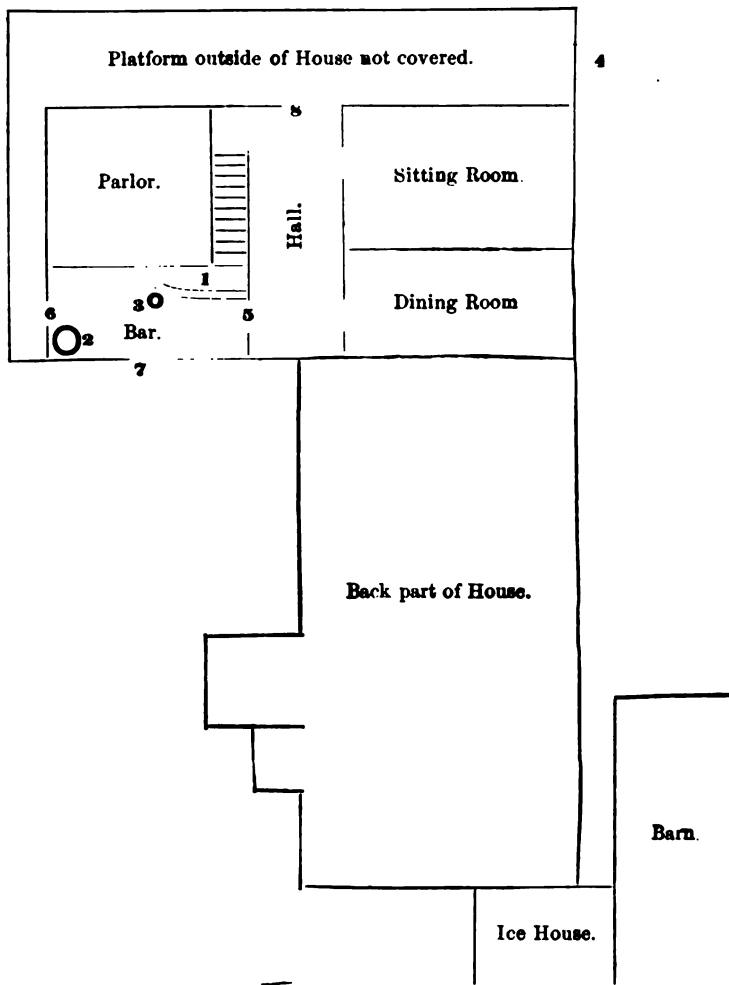 Platform outside of House not covered.
4
8
Parlor.
Sitting Room.
Hall.
1
3
6
5
Dining Room
2
Bar.
7
Back part of House.
Barn.
Ice House.